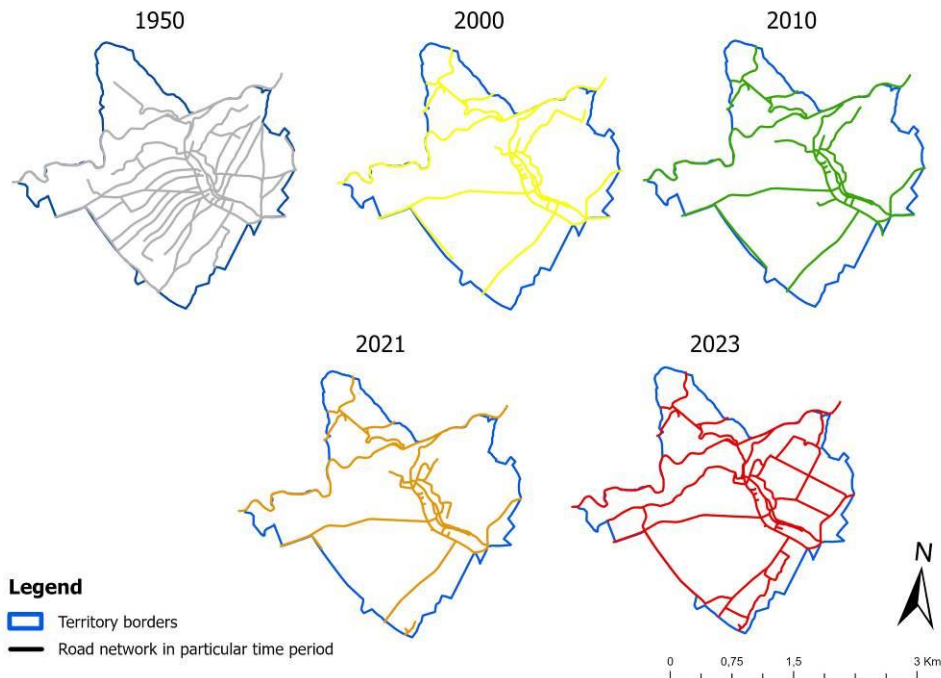 1950
2000
2010
2021
2023
Legend
Territory borders
Road network in particular time period
N
0 0,75 1,5 3 Km